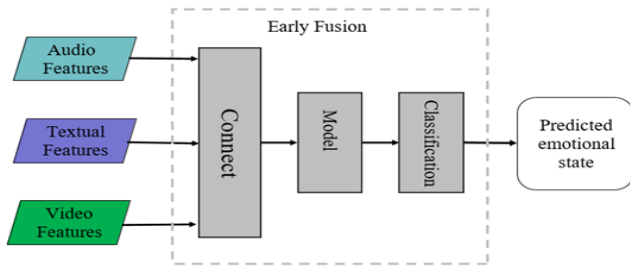 Early Fusion
Audio
Features
Textual
Features
Video
Features
Connect
Model
Classification
Predicted
emotional
state